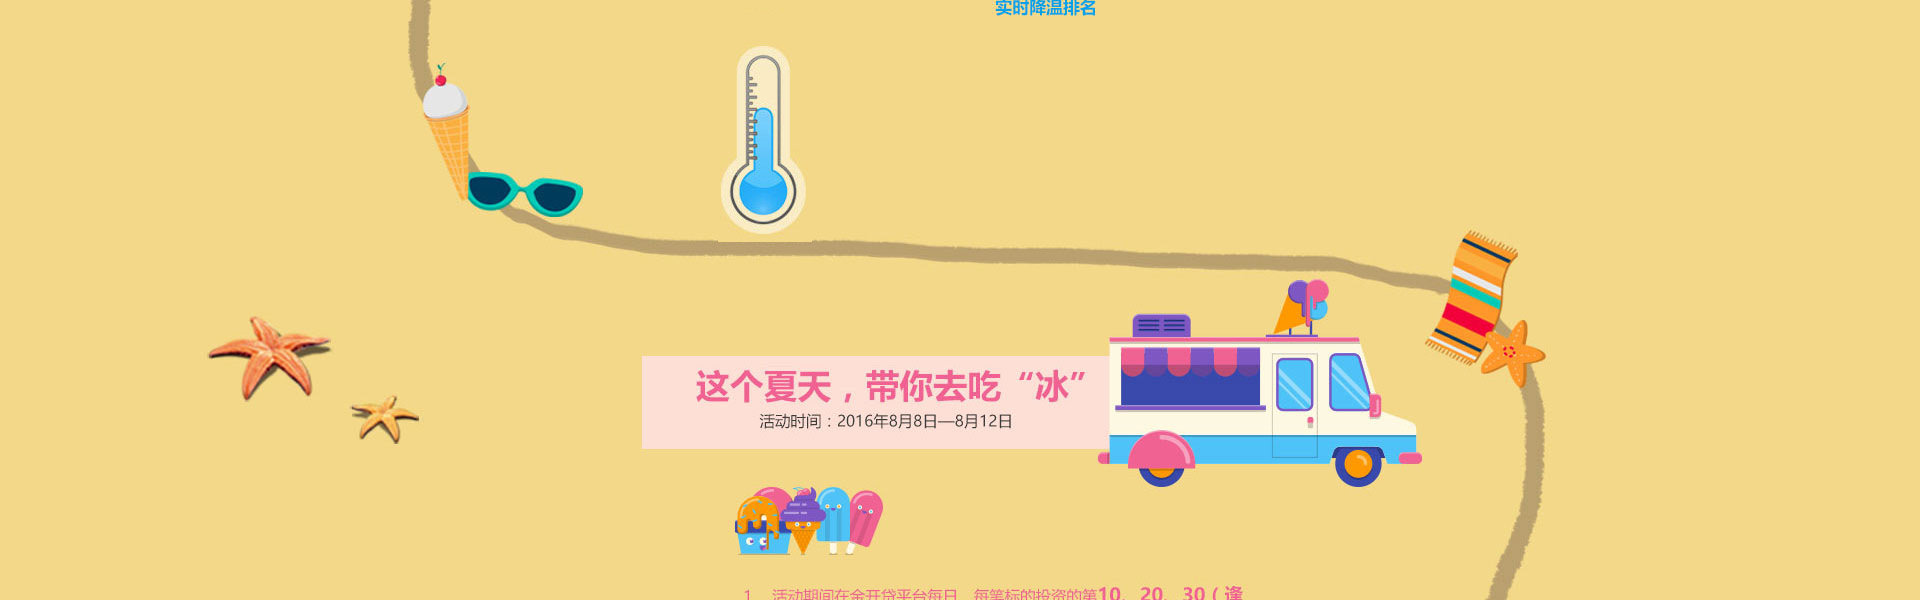 实时降温排名
这个夏天，带你去吃“冰”
活动时间：2016年8月8日—8月12日
1、活动期间在金开贷平台每日，每笔标的投资的第10、20、30（逢